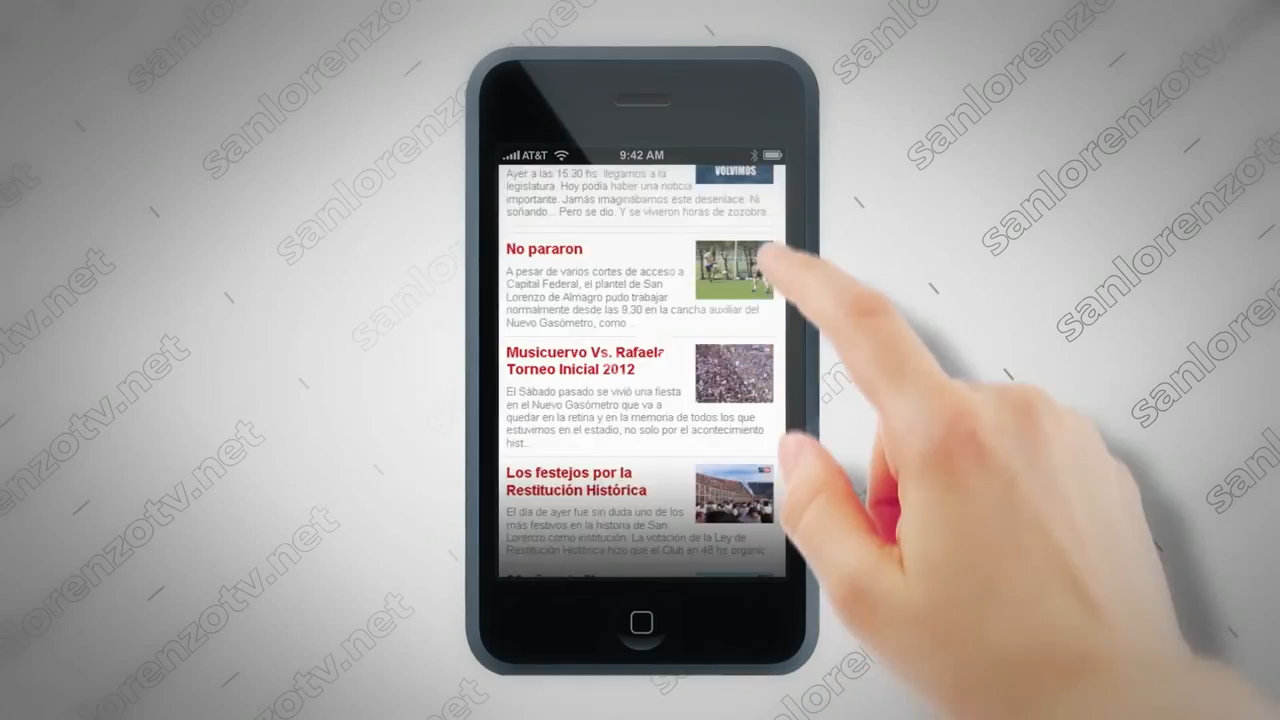 AT&T
9:42 AM
VOLVIMOS
Ayer a las 15.30 hs. llegamos a la
legislatura. Hoy podía haber una noticia
importante. Jamás imaginábamos este desenlace. Ni
soñando... Pero se dio. Y se vivieron horas de zozobra...
No pararon
A pesar de varios cortes de acceso a
Capital Federal, el plantel de San
Lorenzo de Almagro pudo trabajar
normalmente desde las 9.30 en la cancha auxiliar del
Nuevo Gasómetro, como ...
Musicuervo Vs. Rafaela
Torneo Inicial 2012
El Sábado pasado se vivió una fiesta
en el Nuevo Gasómetro que va a
quedar en la retina y en la memoria de todos los que
estuvimos en el estadio, no solo por el acontecimiento
hist...
Los festejos por la
Restitución Histórica
El día de ayer fue sin duda uno de los
más festivos en la historia de San
Lorenzo como institución. La votación de la Ley de
Restitución Histórica hizo que el Club en 48 hs organic
sanlorenzotv.net
sanlorenzotv.net
sanlorenzotv.net
sanlorenzotv.net